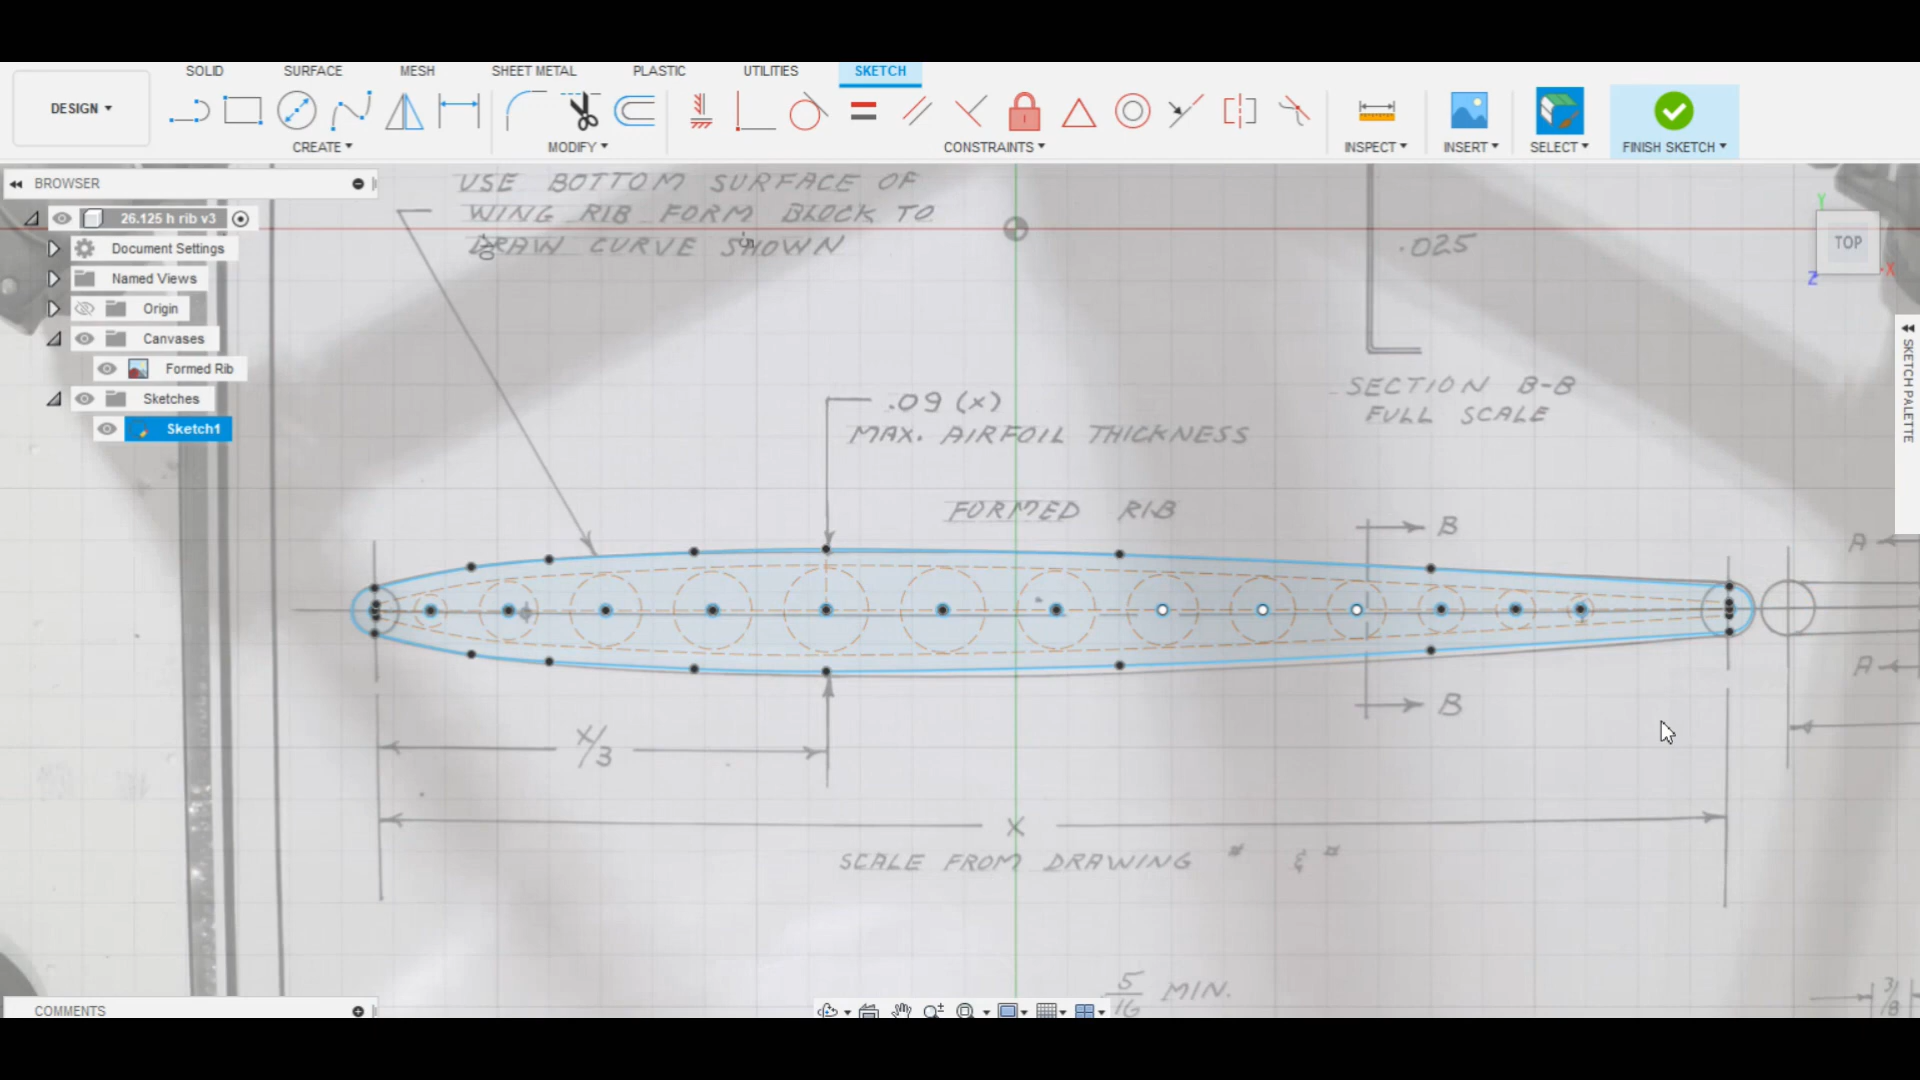 SOLID SURFACE MESH SHEET METAL PLASTIC UTILITIES SKETCH
DESIGN
CREATE MODIFY CONSTRAINTS INSPECT INSERT SELECT FINISH SKETCH
BROWSER
26.125 h rib v3
Document Settings
Named Views
Origin
Canvases
Formed Rib
Sketches
Sketch1
COMMENTS
TOP
Y
X
Z
SKETCH PALETTE
USE BOTTOM SURFACE OF
WING RIB FORM BLOCK TO
DRAW CURVE SHOWN
.025
SECTION B-B
FULL SCALE
.09 (X)
MAX. AIRFOIL THICKNESS
FORMED RIB
B
A
A
B
X/3
X
SCALE FROM DRAWING " & "
5/16 MIN.
3/8